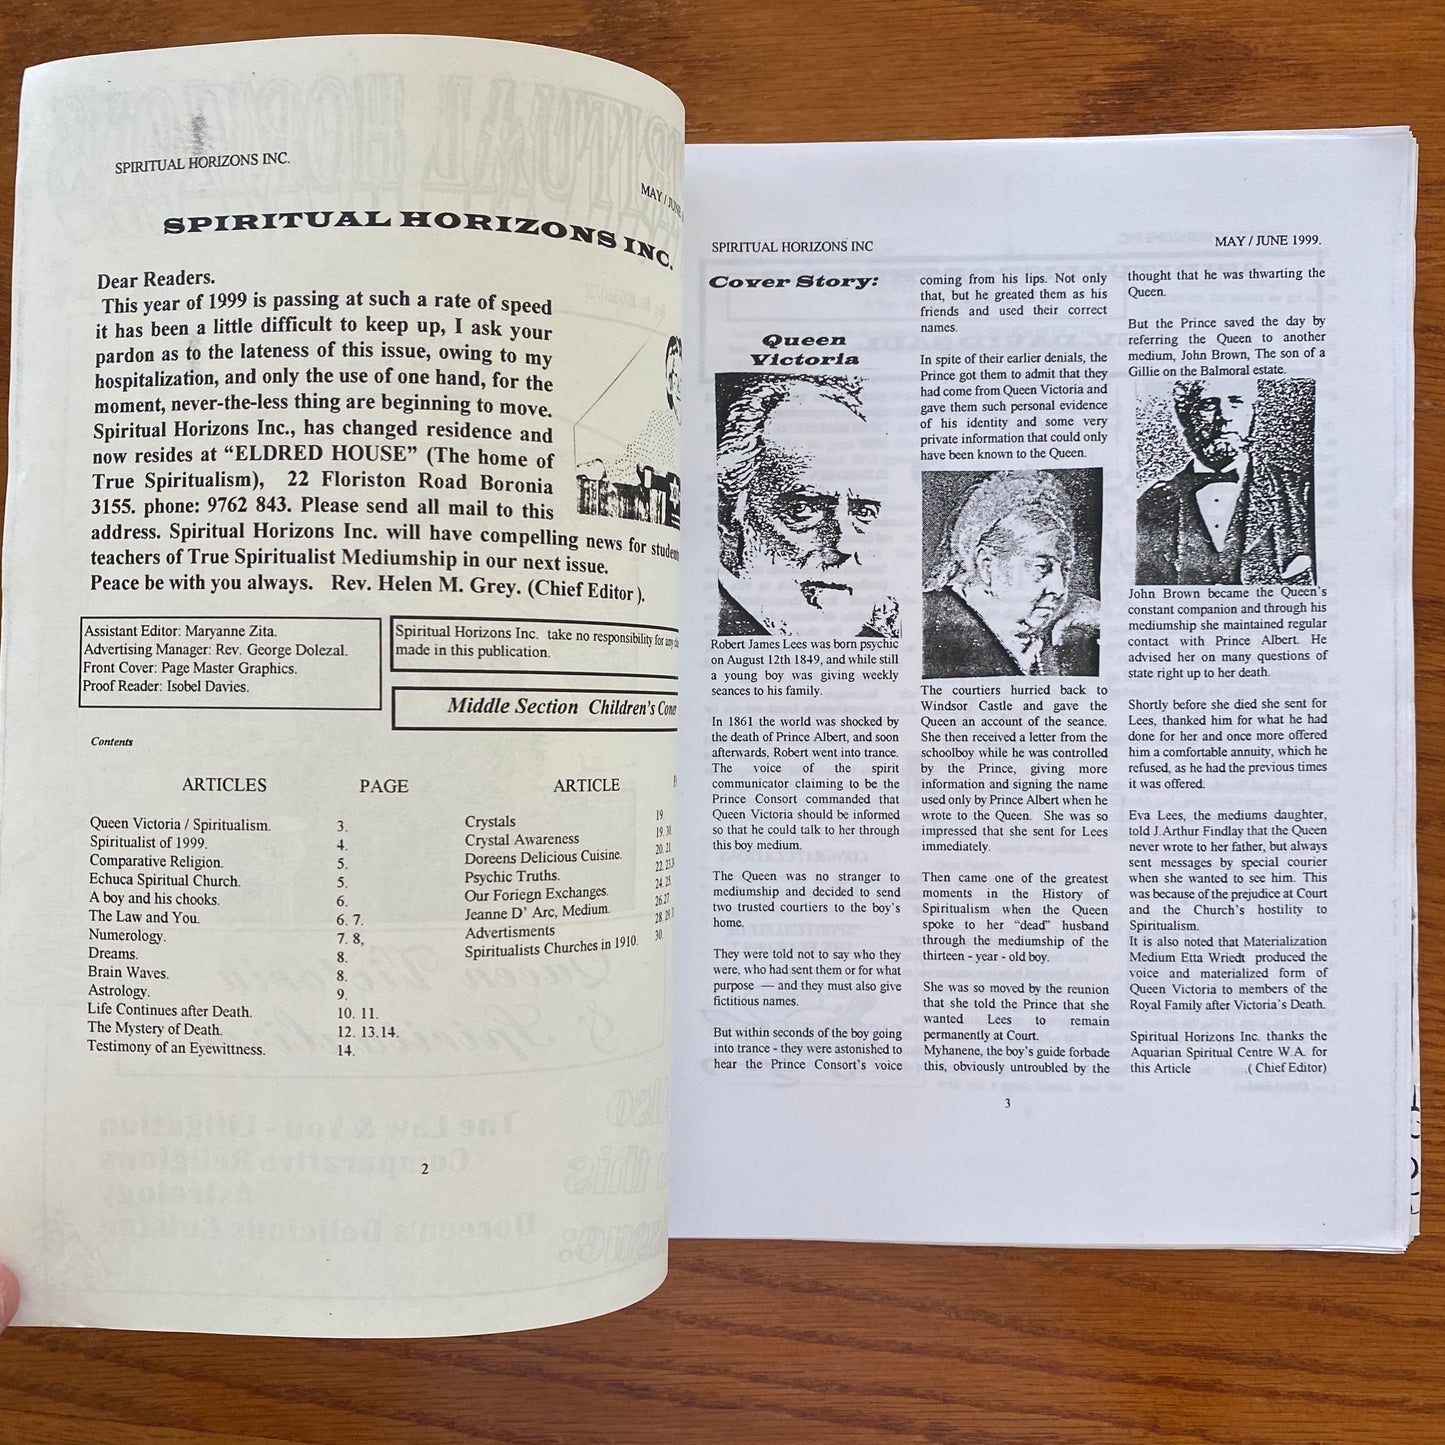 SPIRITUAL HORIZONS INC.
MAY / JUNE
SPIRITUAL HORIZONS INC.
Dear Readers.
This year of 1999 is passing at such a rate of speed
it has been a little difficult to keep up, I ask your
pardon as to the lateness of this issue, owing to my
hospitalization, and only the use of one hand, for the
moment, never-the-less thing are beginning to move.
Spiritual Horizons Inc., has changed residence and
now resides at “ELDRED HOUSE” (The home of
True Spiritualism), 22 Floriston Road Boronia
3155. phone: 9762 843. Please send all mail to this
address. Spiritual Horizons Inc. will have compelling news for
teachers of True Spiritualist Mediumship in our next issue.
Peace be with you always. Rev. Helen M. Grey. (Chief Editor ).
Assistant Editor: Maryanne Zita.
Advertising Manager: Rev. George Dolezal.
Front Cover: Page Master Graphics.
Proof Reader: Isobel Davies.
Spiritual Horizons Inc. take no responsibility for any
made in this publication.
Middle Section Children's
Contents
ARTICLES PAGE
Queen Victoria / Spiritualism. 3.
Spiritualist of 1999. 4.
Comparative Religion. 5.
Echuca Spiritual Church. 5.
A boy and his chooks. 6.
The Law and You. 6. 7.
Numerology. 7. 8,
Dreams. 8.
Brain Waves. 8.
Astrology. 9.
Life Continues after Death. 10. 11.
The Mystery of Death. 12. 13.14.
Testimony of an Eyewittness. 14.
ARTICLE
Crystals 19.
Crystal Awareness 19. 30.
Doreens Delicious Cuisine. 20. 21.
Psychic Truths. 22. 23.
Our Foriegn Exchanges. 24. 25.
Jeanne D' Arc, Medium. 26.27.
Advertisments 28. 29.
Spiritualists Churches in 1910. 30.
2
SPIRITUAL HORIZONS INC
MAY / JUNE 1999.
Cover Story:
Queen
Victoria
Robert James Lees was born psychic
on August 12th 1849, and while still
a young boy was giving weekly
seances to his family.
In 1861 the world was shocked by
the death of Prince Albert, and soon
afterwards, Robert went into trance.
The voice of the spirit
communicator claiming to be the
Prince Consort commanded that
Queen Victoria should be informed
so that he could talk to her through
this boy medium.
The Queen was no stranger to
mediumship and decided to send
two trusted courtiers to the boy's
home.
They were told not to say who they
were, who had sent them or for what
purpose — and they must also give
fictitious names.
But within seconds of the boy going
into trance - they were astonished to
hear the Prince Consort's voice
coming from his lips. Not only
that, but he greated them as his
friends and used their correct
names.
In spite of their earlier denials, the
Prince got them to admit that they
had come from Queen Victoria and
gave them such personal evidence
of his identity and some very
private information that could only
have been known to the Queen.
The courtiers hurried back to
Windsor Castle and gave the
Queen an account of the seance.
She then received a letter from the
schoolboy while he was controlled
by the Prince, giving more
information and signing the name
used only by Prince Albert when he
wrote to the Queen. She was so
impressed that she sent for Lees
immediately.
Then came one of the greatest
moments in the History of
Spiritualism when the Queen
spoke to her “dead” husband
through the mediumship of the
thirteen - year - old boy.
She was so moved by the reunion
that she told the Prince that she
wanted Lees to remain
permanently at Court.
Myhanene, the boy's guide forbade
this, obviously untroubled by the
thought that he was thwarting the
Queen.
But the Prince saved the day by
referring the Queen to another
medium, John Brown, The son of a
Gillie on the Balmoral estate.
John Brown became the Queen's
constant companion and through his
mediumship she maintained regular
contact with Prince Albert. He
advised her on many questions of
state right up to her death.
Shortly before she died she sent for
Lees, thanked him for what he had
done for her and once more offered
him a comfortable annuity, which he
refused, as he had the previous times
it was offered.
Eva Lees, the mediums daughter,
told J.Arthur Findlay that the Queen
never wrote to her father, but always
sent messages by special courier
when she wanted to see him. This
was because of the prejudice at Court
and the Church's hostility to
Spiritualism.
It is also noted that Materialization
Medium Etta Wriedt produced the
voice and materialized form of
Queen Victoria to members of the
Royal Family after Victoria's Death.
Spiritual Horizons Inc. thanks the
Aquarian Spiritual Centre W.A. for
this Article .( Chief Editor)
3